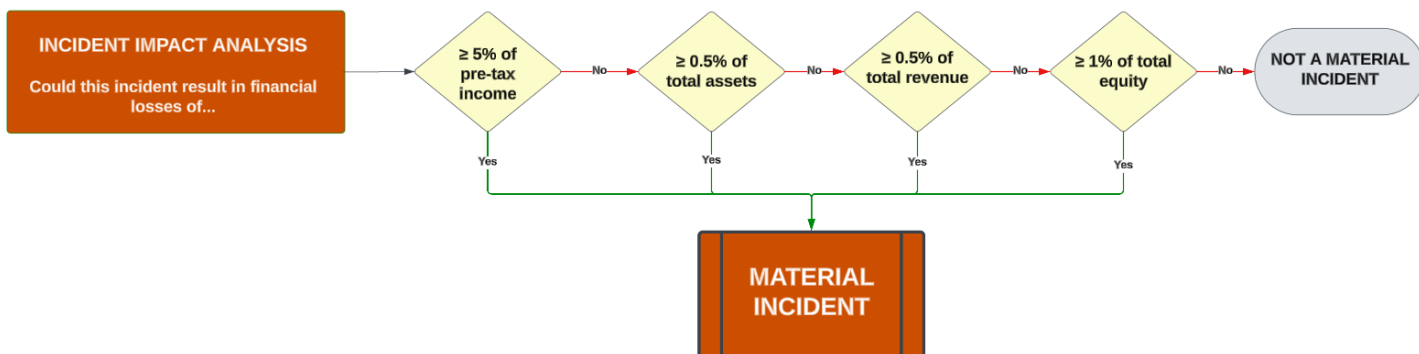 INCIDENT IMPACT ANALYSIS
Could this incident result in financial
losses of...
≥ 5% of
pre-tax
income
No
≥ 0.5% of
total assets
No
≥ 0.5% of
total revenue
No
≥ 1% of total
equity
No
NOT A MATERIAL
INCIDENT
Yes
Yes
Yes
Yes
MATERIAL
INCIDENT